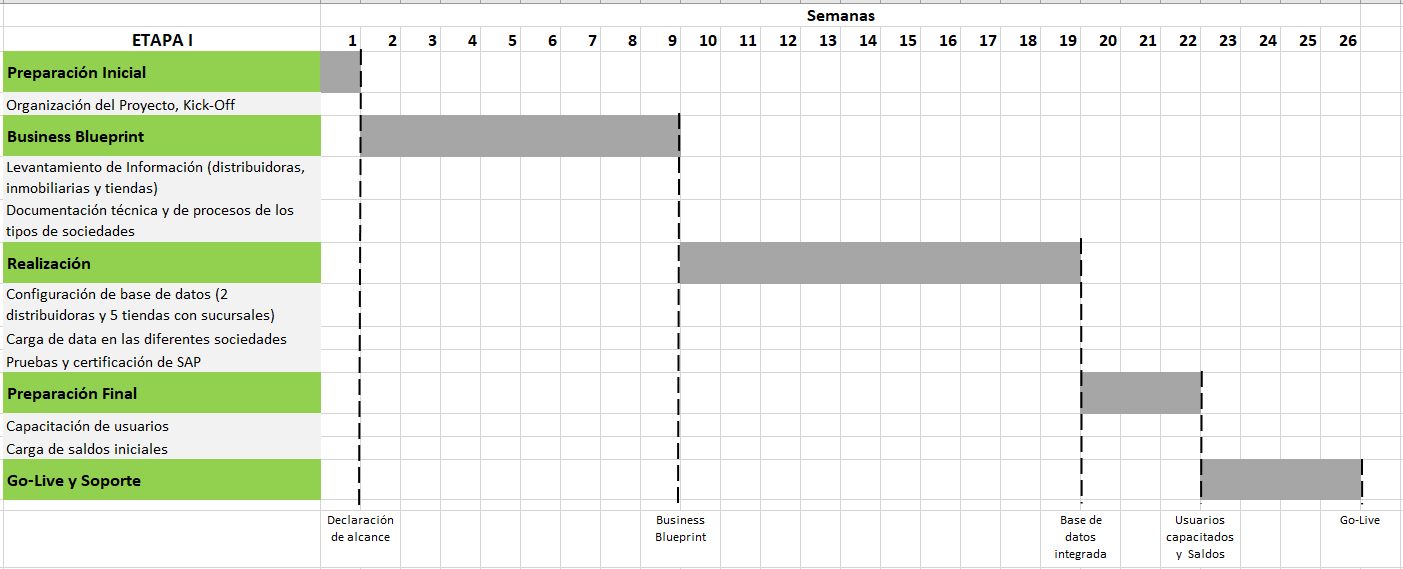 Semanas
ETAPA I 1 2 3 4 5 6 7 8 9 10 11 12 13 14 15 16 17 18 19 20 21 22 23 24 25 26
Preparación Inicial
Organización del Proyecto, Kick-Off
Business Blueprint
Levantamiento de Información (distribuidoras,
inmobiliarias y tiendas)
Documentación técnica y de procesos de los
tipos de sociedades
Realización
Configuración de base de datos (2
distribuidoras y 5 tiendas con sucursales)
Carga de data en las diferentes sociedades
Pruebas y certificación de SAP
Preparación Final
Capacitación de usuarios
Carga de saldos iniciales
Go-Live y Soporte
Declaración
de alcance
Business
Blueprint
Base de
datos
integrada
Usuarios
capacitados
y Saldos
Go-Live